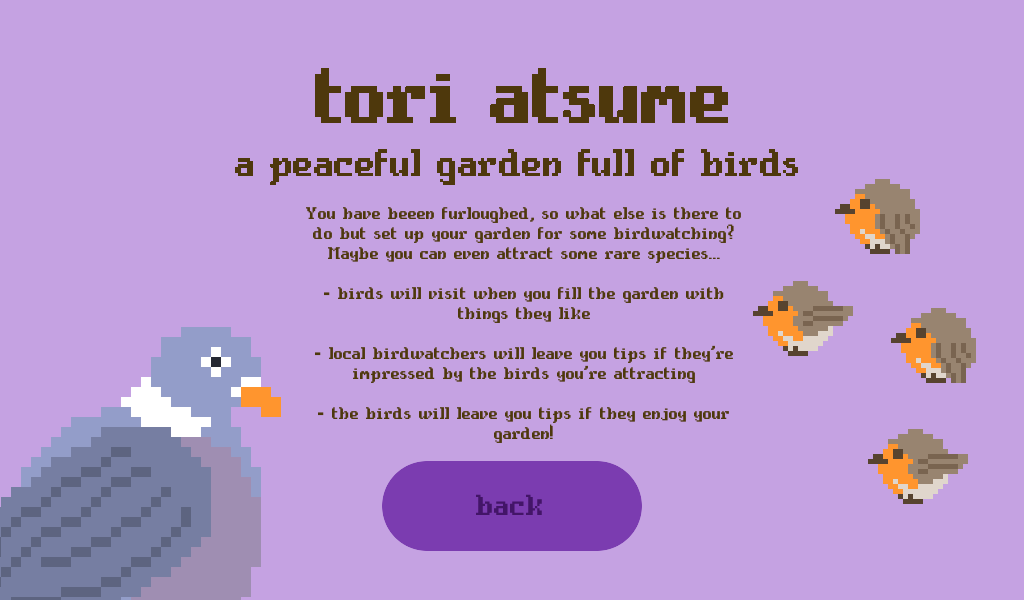 tori atsume
a peaceful garden full of birds
You have beeen furloughed, so what else is there to
do but set up your garden for some birdwatching?
Maybe you can even attract some rare species...
- birds will visit when you fill the garden with
things they like
- local birdwatchers will leave you tips if they're
impressed by the birds you're attracting
- the birds will leave you tips if they enjoy your
garden!
back